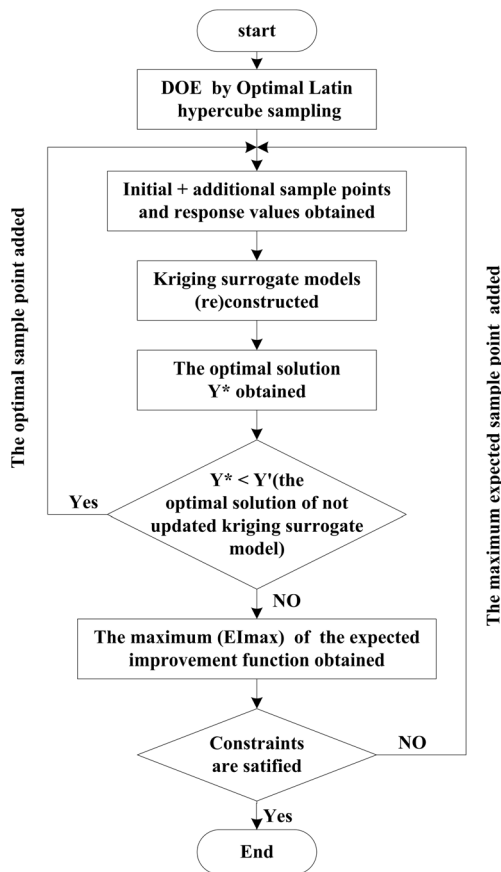 start
DOE by Optimal Latin
hypercube sampling
Initial + additional sample points
and response values obtained
Kriging surrogate models
(re)constructed
The optimal solution
Y* obtained
Y* < Y'(the
optimal solution of not
updated kriging surrogate
model)
Yes
The optimal sample point added
NO
The maximum (EImax) of the expected
improvement function obtained
Constraints
are satified
NO
The maximum expected sample point added
Yes
End